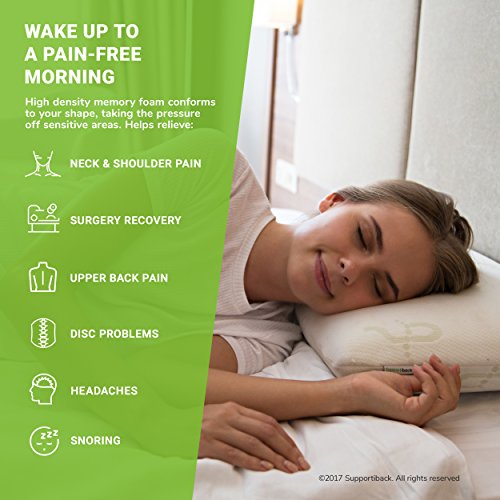 WAKE UP TO
A PAIN-FREE
MORNING
High density memory foam conforms
to your shape, taking the pressure
off sensitive areas. Helps relieve:
NECK & SHOULDER PAIN
SURGERY RECOVERY
UPPER BACK PAIN
DISC PROBLEMS
HEADACHES
zzz
SNORING
supportiback
©2017 Supportiback. All rights reserved